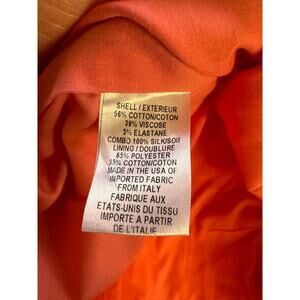 SHELL/EXTERIEUR
56% COTTON/COTON
39% VISCOSE
5% ELASTANE
COMBO 100% SILK/SOIE
LINING / DOUBLURE
65% POLYESTER
35% COTTON/COTON
MADE IN THE USA OF
IMPORTED FABRIC
FROM ITALY
FABRIQUE AUX
ETATS-UNIS DU TISSU
IMPORTE A PARTIR
DE L'ITALIE